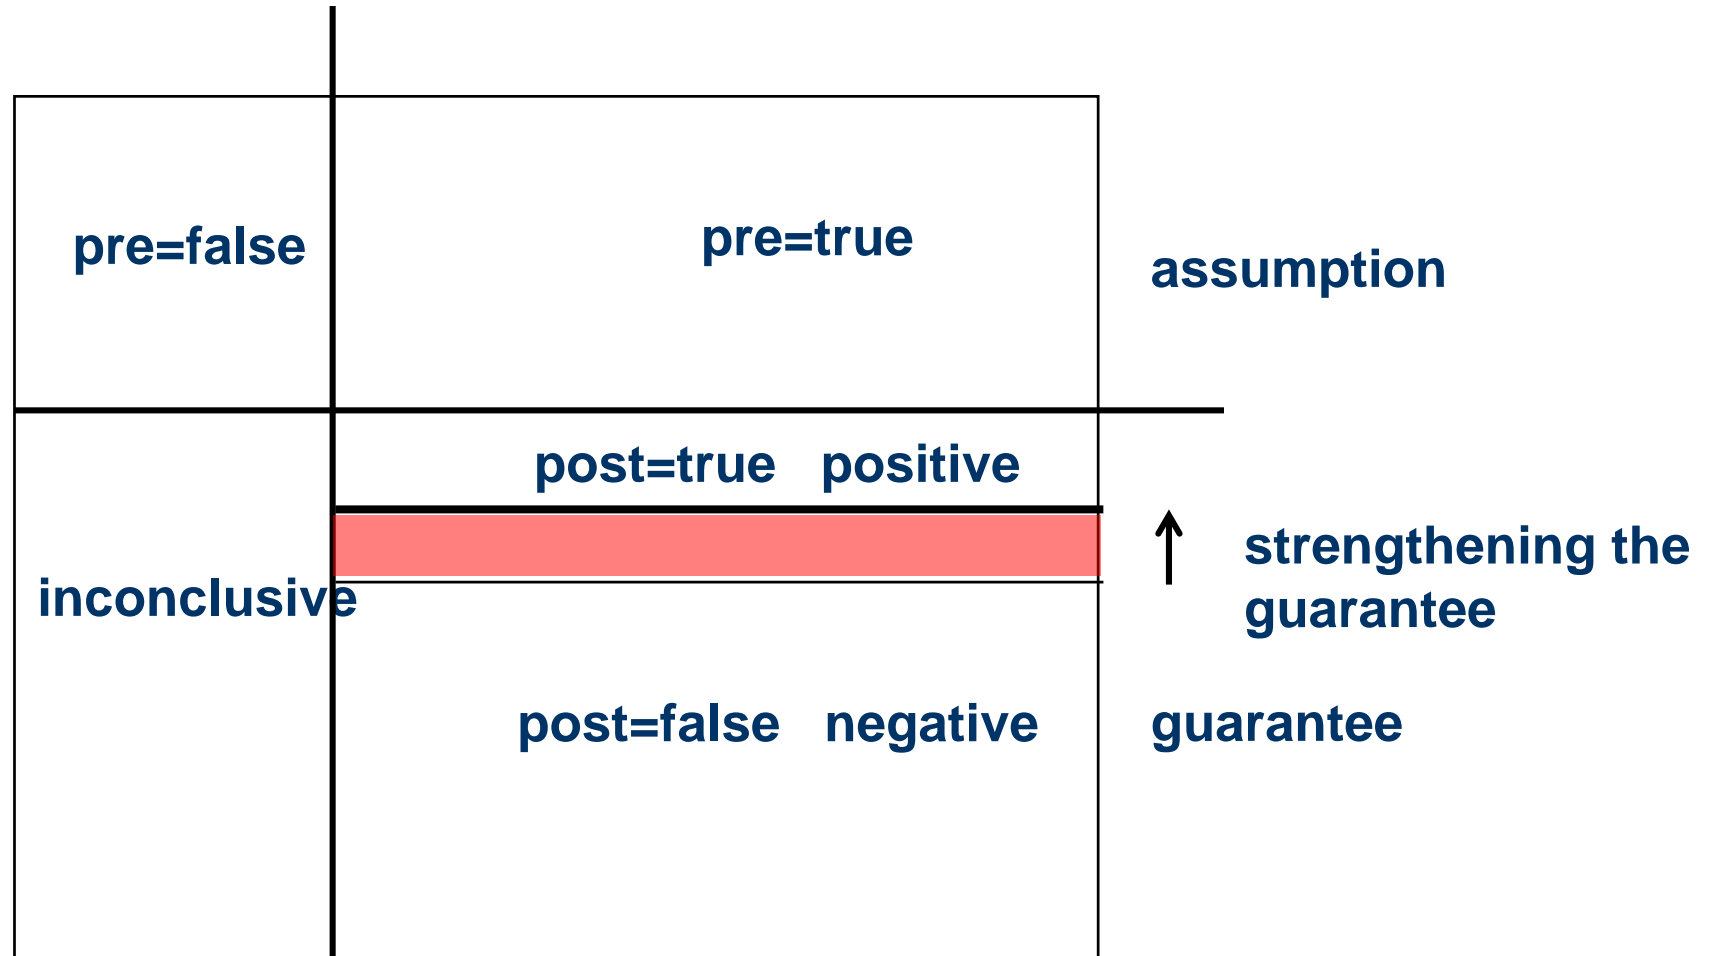 pre=false
pre=true
assumption
post=true positive
strengthening the
guarantee
inconclusive
post=false negative
guarantee